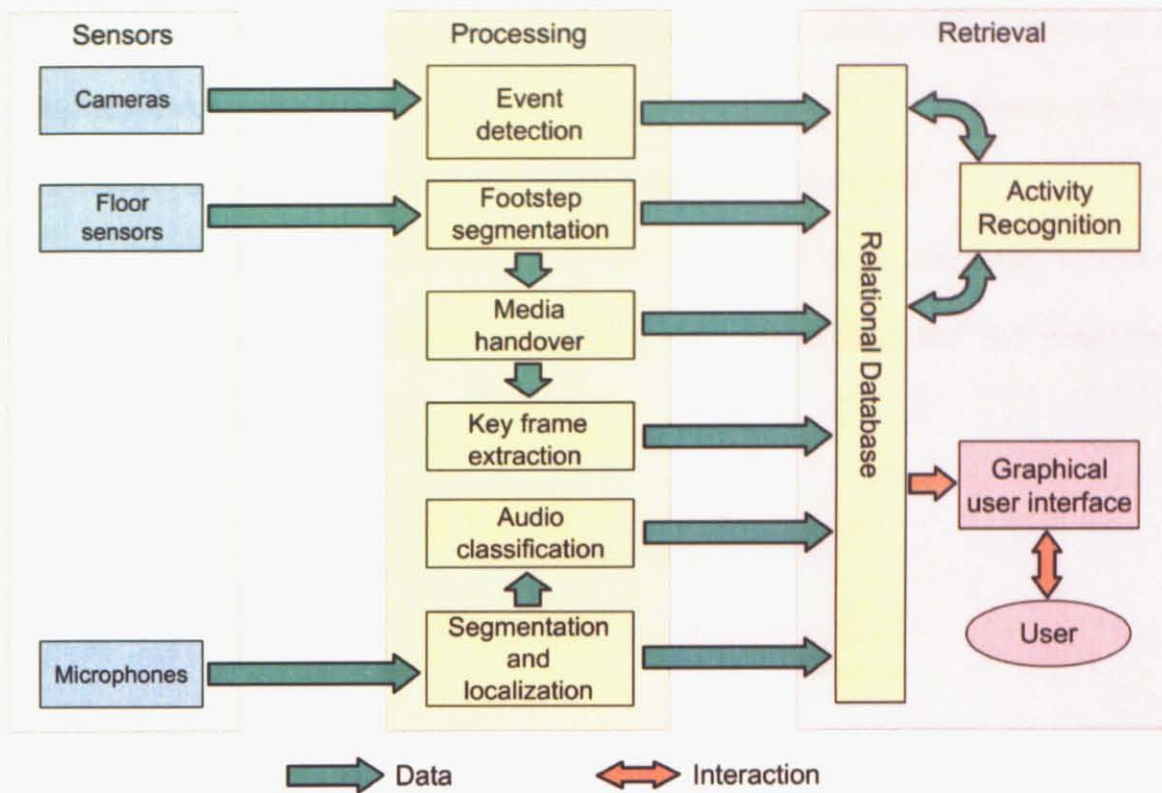 Sensors
Cameras
Floor
sensors
Microphones
Processing
Event
detection
Footstep
segmentation
Media
handover
Key frame
extraction
Audio
classification
Segmentation
and
localization
Retrieval
Relational Database
Activity
Recognition
Graphical
user interface
User
Data
Interaction